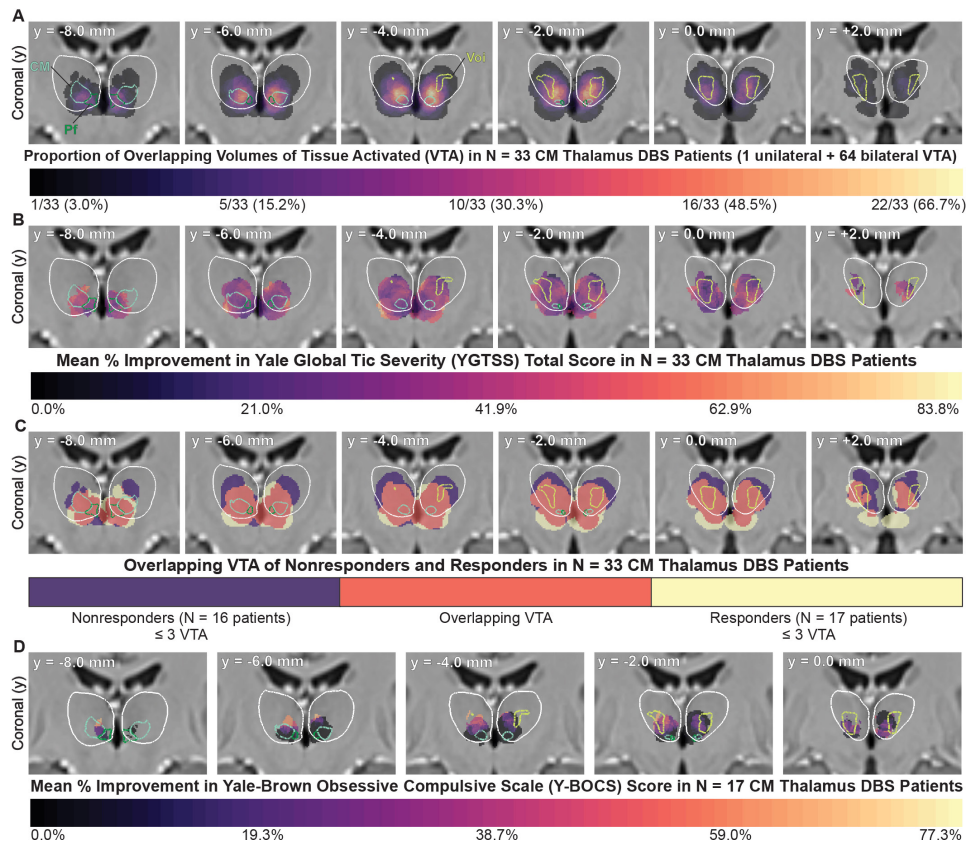 A
Coronal (y)
y = -8.0 mm
y = -6.0 mm
y = -4.0 mm
y = -2.0 mm
y = 0.0 mm
y = +2.0 mm
CM
Pf
Voi
Proportion of Overlapping Volumes of Tissue Activated (VTA) in N = 33 CM Thalamus DBS Patients (1 unilateral + 64 bilateral VTA)
1/33 (3.0%) 5/33 (15.2%) 10/33 (30.3%) 16/33 (48.5%) 22/33 (66.7%)
B
Coronal (y)
y = -8.0 mm
y = -6.0 mm
y = -4.0 mm
y = -2.0 mm
y = 0.0 mm
y = +2.0 mm
Mean % Improvement in Yale Global Tic Severity (YGTSS) Total Score in N = 33 CM Thalamus DBS Patients
0.0% 21.0% 41.9% 62.9% 83.8%
C
Coronal (y)
y = -8.0 mm
y = -6.0 mm
y = -4.0 mm
y = -2.0 mm
y = 0.0 mm
y = +2.0 mm
Overlapping VTA of Nonresponders and Responders in N = 33 CM Thalamus DBS Patients
Nonresponders (N = 16 patients) Overlapping VTA Responders (N = 17 patients)
≤ 3 VTA ≤ 3 VTA
D
Coronal (y)
y = -8.0 mm
y = -6.0 mm
y = -4.0 mm
y = -2.0 mm
y = 0.0 mm
Mean % Improvement in Yale-Brown Obsessive Compulsive Scale (Y-BOCS) Score in N = 17 CM Thalamus DBS Patients
0.0% 19.3% 38.7% 59.0% 77.3%